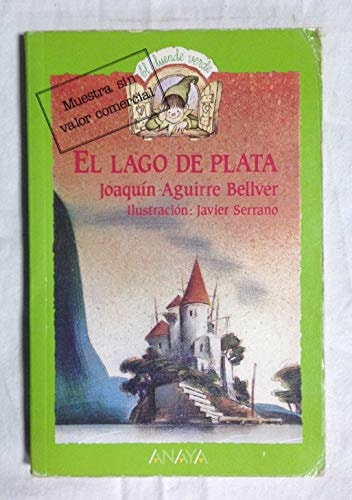 El duende verde
Muestra sin
valor comercial
EL LAGO DE PLATA
Joaquín Aguirre Bellver
Ilustración: Javier Serrano
ANAYA